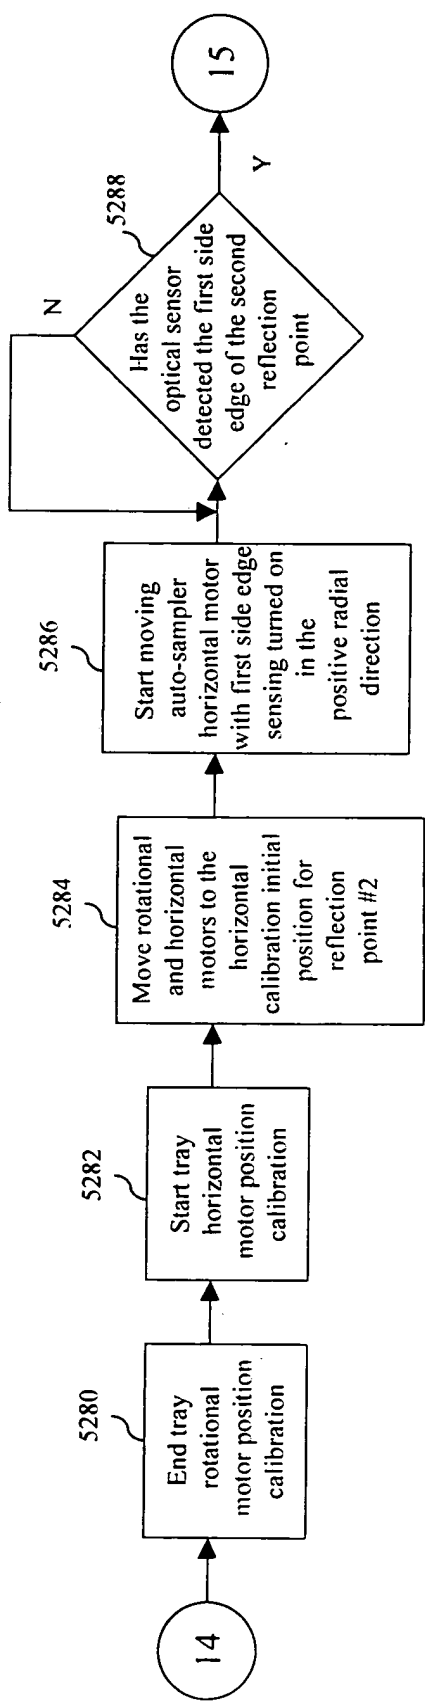 14
5280
End tray
rotational
motor position
calibration
5282
Start tray
horizontal
motor position
calibration
5284
Move rotational
and horizontal
motors to the
horizontal
calibration initial
position for
reflection
point #2
5286
Start moving
auto-sampler
horizontal motor
with first side edge
sensing turned on
in the
positive radial
direction
5288
Has the
optical sensor
detected the first side
edge of the second
reflection
point
N
Y
15